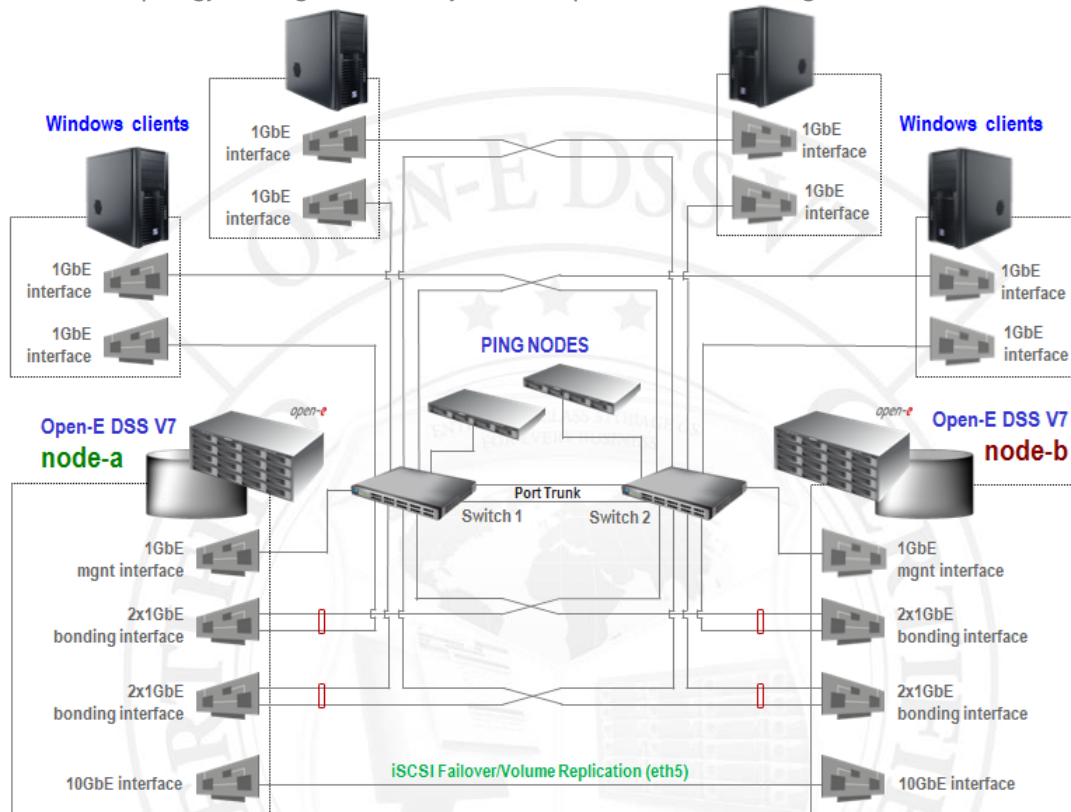 1GbE
interface
1GbE
interface
Windows clients
1GbE
interface
1GbE
interface
Windows clients
1GbE
interface
1GbE
interface
1GbE
interface
1GbE
interface
PING NODES
OPEN-E DSS V7
open-e
Open-E DSS V7
node-a
open-e
Open-E DSS V7
node-b
Port Trunk
Switch 1
Switch 2
1GbE
mgnt interface
1GbE
mgnt interface
2x1GbE
bonding interface
2x1GbE
bonding interface
2x1GbE
bonding interface
2x1GbE
bonding interface
10GbE interface
iSCSI Failover/Volume Replication (eth5)
10GbE interface